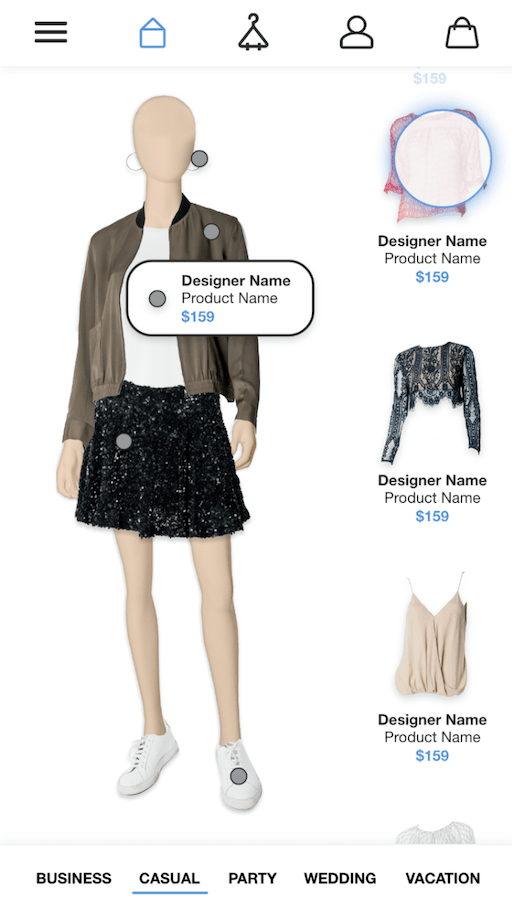 $159
Designer Name
Product Name
$159
Designer Name
Product Name
$159
Designer Name
Product Name
$159
Designer Name
Product Name
$159
BUSINESS CASUAL PARTY WEDDING VACATION